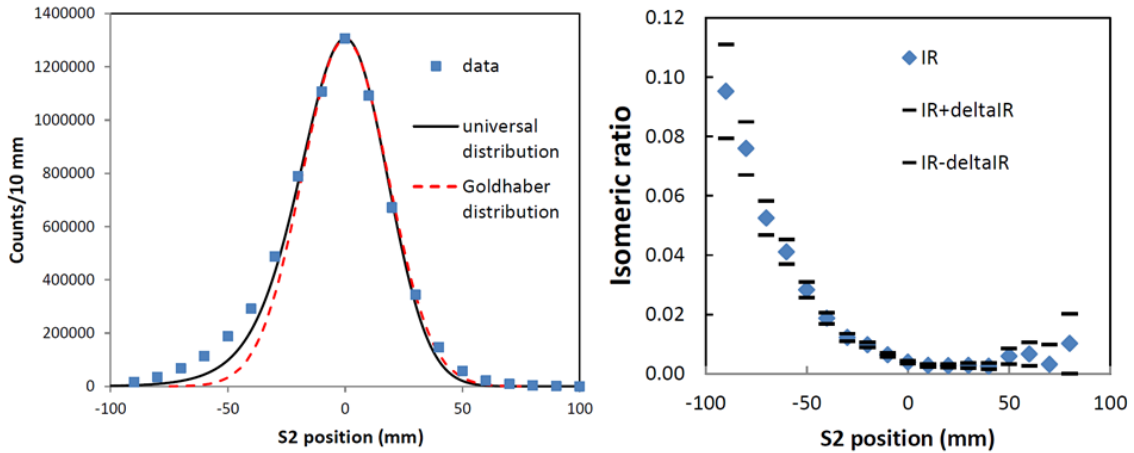 1400000
1200000
1000000
800000
600000
400000
200000
0
-100
-50
0
50
100
Counts/10 mm
S2 position (mm)
data
universal
distribution
Goldhaber
distribution
0.12
0.10
0.08
0.06
0.04
0.02
0.00
-100
-50
0
50
100
Isomeric ratio
S2 position (mm)
IR
IR+deltaIR
IR-deltaIR